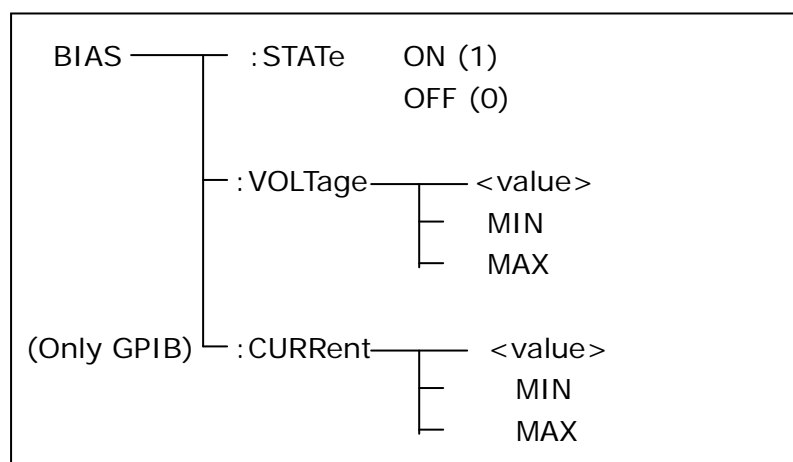 BIAS :STATe ON (1)
OFF (0)
:VOLTage <value>
MIN
MAX
(Only GPIB) :CURRent <value>
MIN
MAX